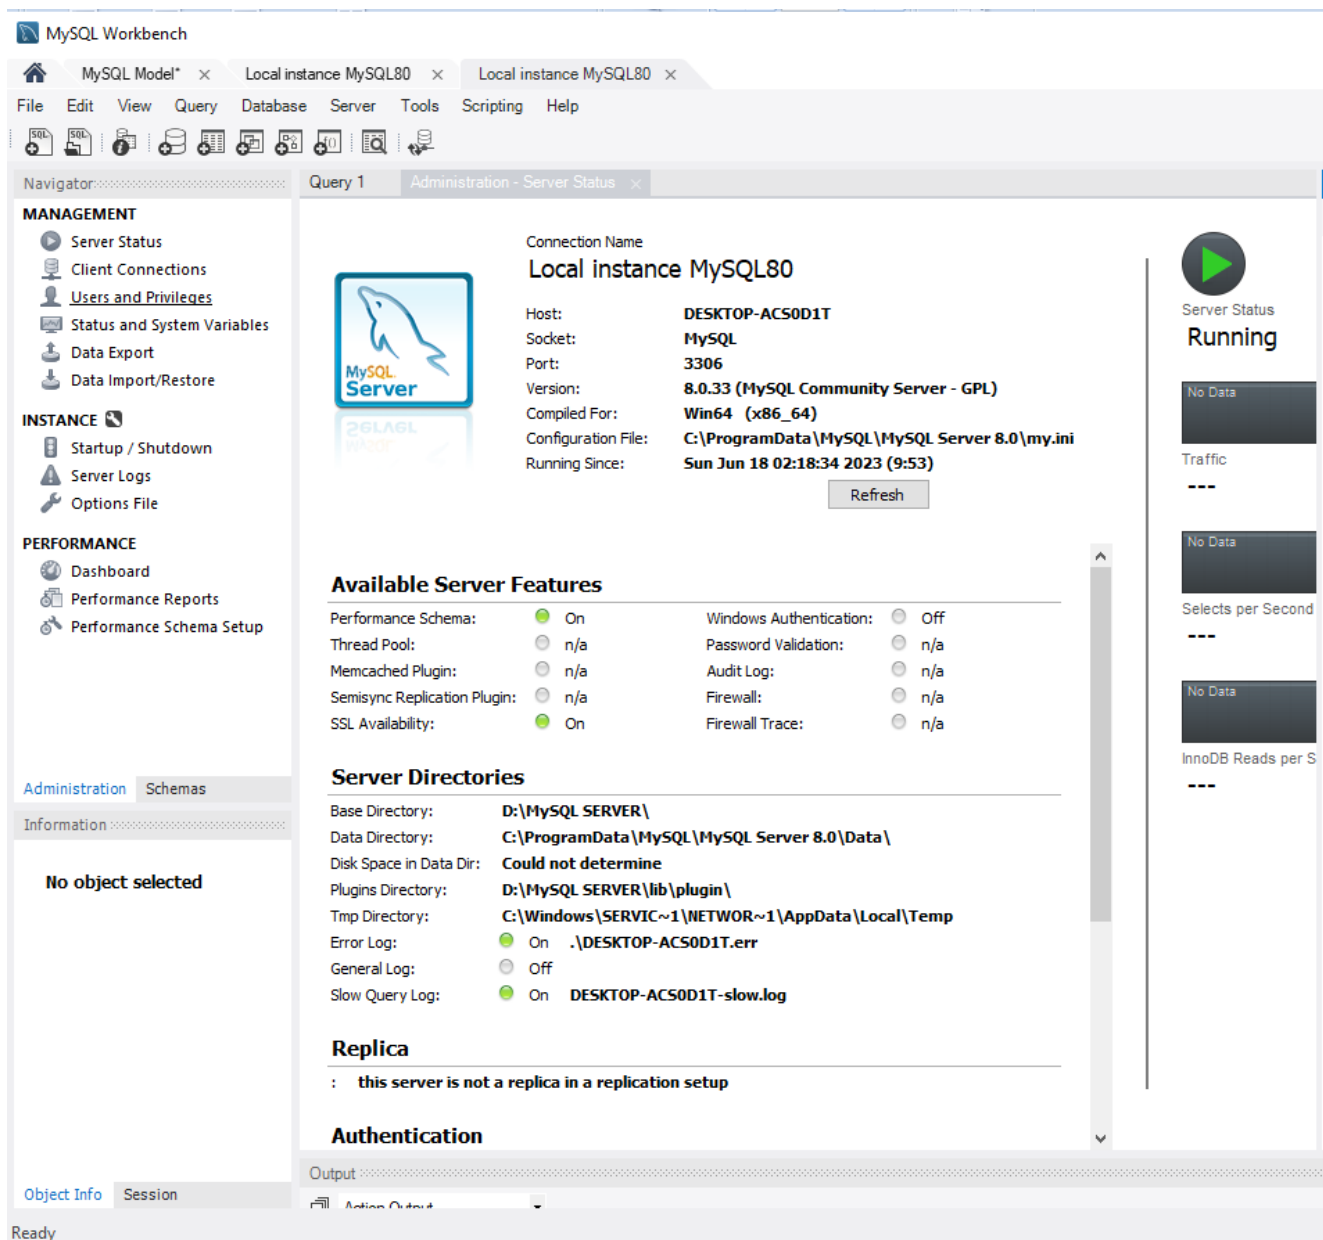 MySQL Workbench
MySQL Model* × Local instance MySQL80 × Local instance MySQL80 ×
File Edit View Query Database Server Tools Scripting Help
SQL SQL
Navigator
Query 1 Administration - Server Status ×
MANAGEMENT
Server Status
Client Connections
Users and Privileges
Status and System Variables
Data Export
Data Import/Restore
INSTANCE
Startup / Shutdown
Server Logs
Options File
PERFORMANCE
Dashboard
Performance Reports
Performance Schema Setup
Administration Schemas
Information
No object selected
Object Info Session
Ready
MySQL.
Server
Connection Name
Local instance MySQL80
Host: DESKTOP-ACS0D1T
Socket: MySQL
Port: 3306
Version: 8.0.33 (MySQL Community Server - GPL)
Compiled For: Win64 (x86_64)
Configuration File: C:\ProgramData\MySQL\MySQL Server 8.0\my.ini
Running Since: Sun Jun 18 02:18:34 2023 (9:53)
Refresh
Available Server Features
Performance Schema: On Windows Authentication: Off
Thread Pool: n/a Password Validation: n/a
Memcached Plugin: n/a Audit Log: n/a
Semisync Replication Plugin: n/a Firewall: n/a
SSL Availability: On Firewall Trace: n/a
Server Directories
Base Directory: D:\MySQL SERVER\
Data Directory: C:\ProgramData\MySQL\MySQL Server 8.0\Data\
Disk Space in Data Dir: Could not determine
Plugins Directory: D:\MySQL SERVER\lib\plugin\
Tmp Directory: C:\Windows\SERVIC~1\NETWOR~1\AppData\Local\Temp
Error Log: On .\DESKTOP-ACS0D1T.err
General Log: Off
Slow Query Log: On DESKTOP-ACS0D1T-slow.log
Replica
: this server is not a replica in a replication setup
Authentication
Output
Action Output
Server Status
Running
No Data
Traffic
---
No Data
Selects per Second
---
No Data
InnoDB Reads per S
---